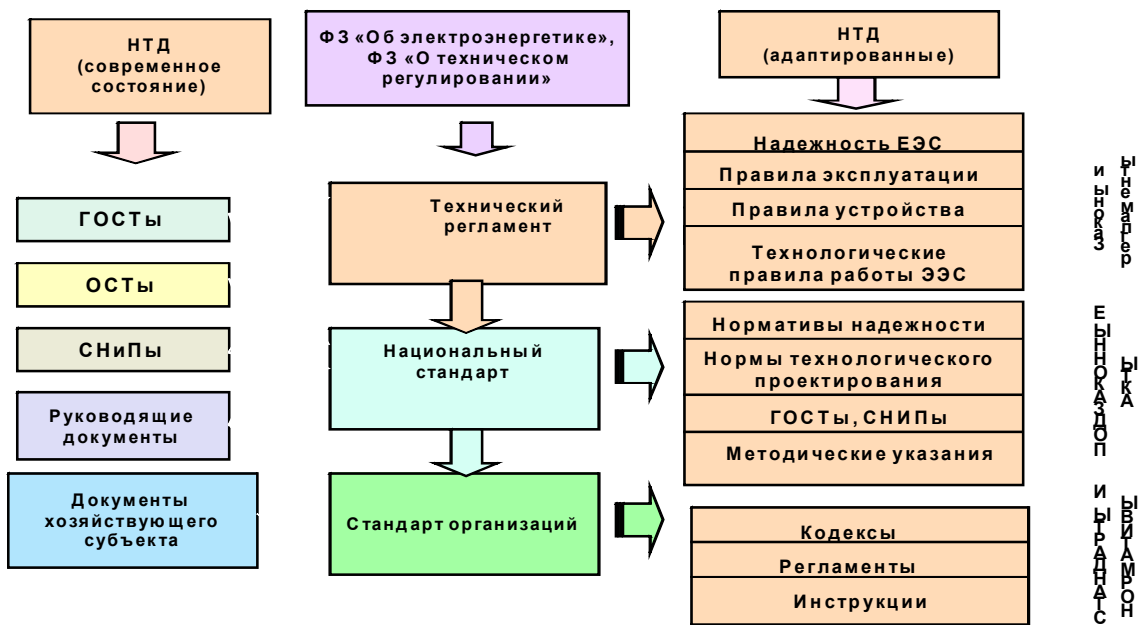 НТД
(современное
состояние)
ГОСТы
ОСТы
СНиПы
Руководящие
документы
Документы
хозяйствующего
субъекта
ФЗ «Об электроэнергетике»,
ФЗ «О техническом
регулировании»
Технический
регламент
Национальный
стандарт
Стандарт организаций
НТД
(адаптированные)
Надежность ЕЭС
Правила эксплуатации
Правила устройства
Технологические
правила работы ЭЭС
Нормативы надежности
Нормы технологического
проектирования
ГОСТы, СНИПы
Методические указания
Кодексы
Регламенты
Инструкции
Законы и
регламенты
ПОДЗАКОННЫЕ
АКТЫ
СТАНДАРТЫ И
НОРМАТИВЫ